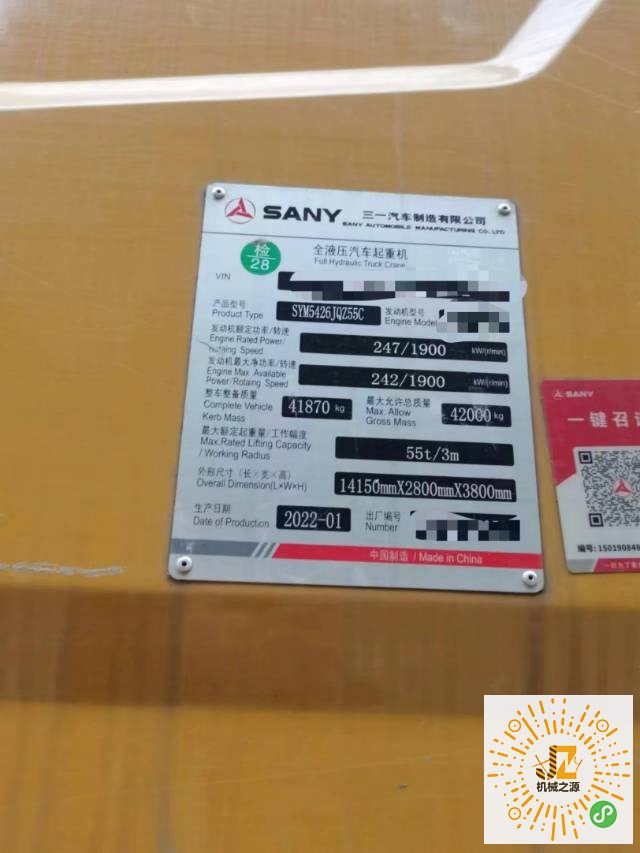 SANY 三一汽车制造有限公司
SANY AUTOMOBILE MANUFACTURING CO.,LTD.
检
28
全液压汽车起重机
Full Hydraulic Truck Crane
VIN
产品型号
Product Type
SYM5426JQZ55C
发动机型号
Engine Model
发动机额定功率/转速
Engine Rated Power/
Rotaing Speed
247/1900 kW/(r/min)
发动机最大净功率/转速
Engine Max. Available
Power/Rotaing Speed
242/1900 kW/(r/min)
整车整备质量
Complete Vehicle
Kerb Mass
41870 kg
最大允许总质量
Max. Allow
Gross Mass
42000 kg
最大额定起重量/工作幅度
Max.Rated Lifting Capacity
/ Working Radius
55t/3m
外形尺寸（长×宽×高）
Overall Dimension(L×W×H)
14150mmX2800mmX3800mm
生产日期
Date of Production
2022-01
出厂编号
Number
中国制造 / Made in China
SANY
一键召
编号:15019084
机械之源